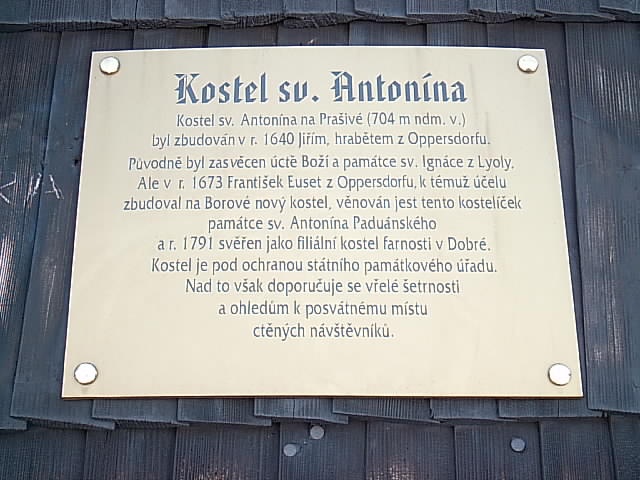 Kostel sv. Antonína
Kostel sv. Antonína na Prašivé (704 m ndm. v.)
byl zbudován v r. 1640 Jiřím, hrabětem z Oppersdorfu.
Původně byl zasvěcen úctě Boží a památce sv. Ignáce z Lyoly.
Ale v r. 1673 František Euset z Oppersdorfu, k témuž účelu
zbudoval na Borové nový kostel, věnován jest tento kostelíček
památce sv. Antonína Paduánského
a r. 1791 svěřen jako filiální kostel farnosti v Dobré.
Kostel je pod ochranou státního památkového úřadu.
Nad to však doporučuje se vřelé šetrnosti
a ohledům k posvátnému místu
ctěných návštěvníků.